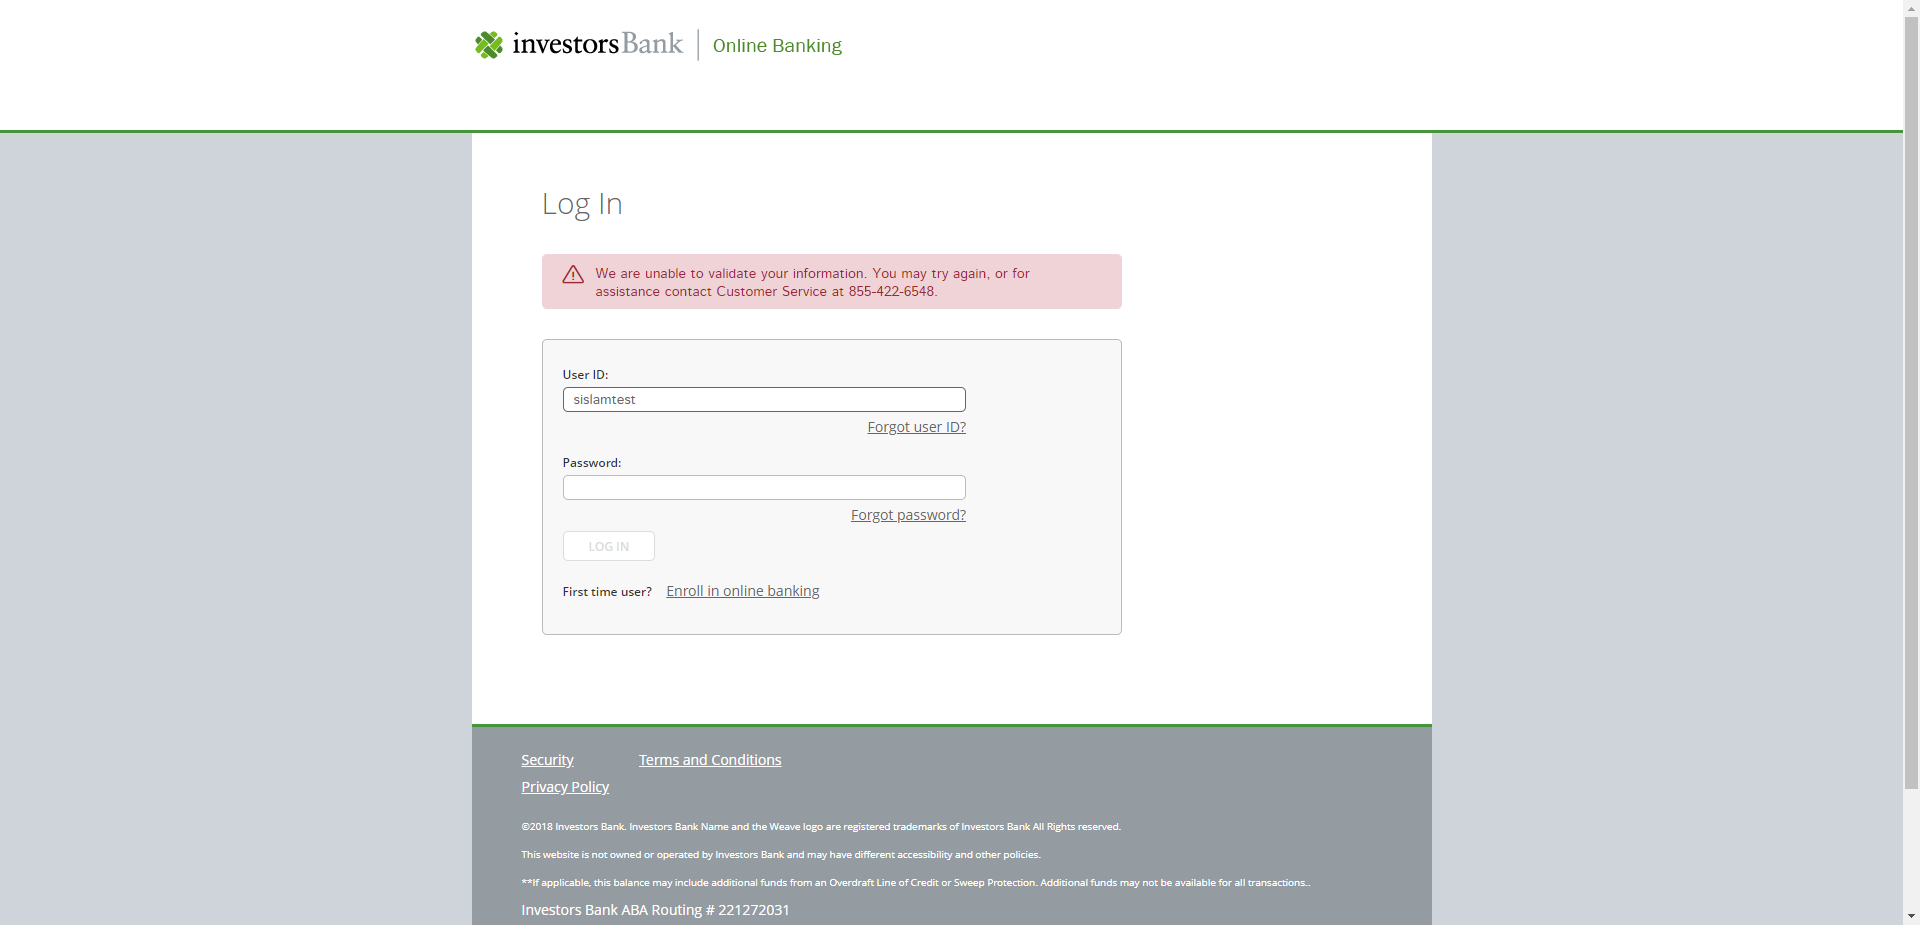 investorsBank Online Banking
Log In
We are unable to validate your information. You may try again, or for
assistance contact Customer Service at 855-422-6548.
User ID:
sislamtest
Forgot user ID?
Password:
Forgot password?
LOG IN
First time user? Enroll in online banking
Security Terms and Conditions
Privacy Policy
©2018 Investors Bank. Investors Bank Name and the Weave logo are registered trademarks of Investors Bank All Rights reserved.
This website is not owned or operated by Investors Bank and may have different accessibility and other policies.
**If applicable, this balance may include additional funds from an Overdraft Line of Credit or Sweep Protection. Additional funds may not be available for all transactions..
Investors Bank ABA Routing # 221272031